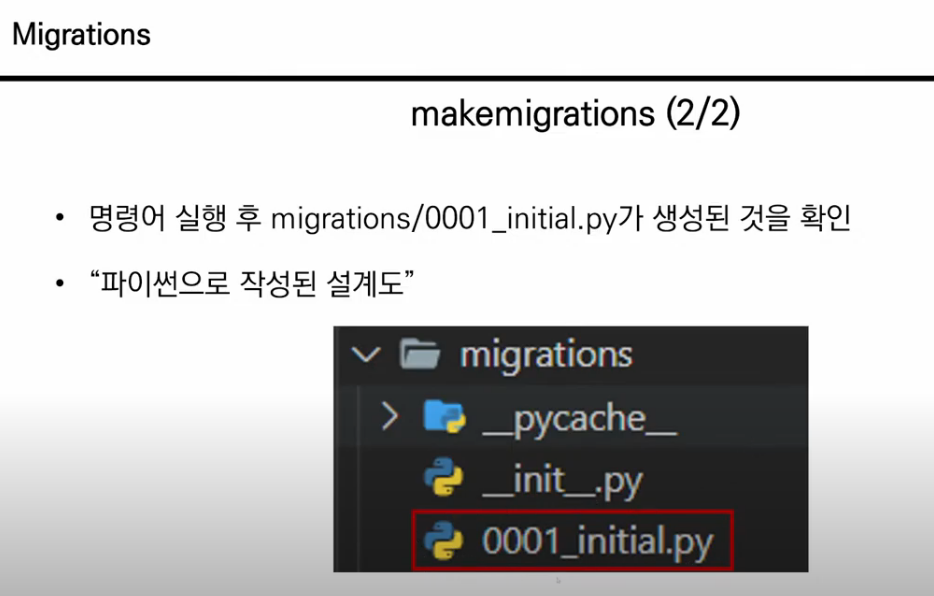 Migrations
makemigrations (2/2)
• 명령어 실행 후 migrations/0001_initial.py가 생성된 것을 확인
• “파이썬으로 작성된 설계도”
migrations
__pycache__
__init__.py
0001_initial.py